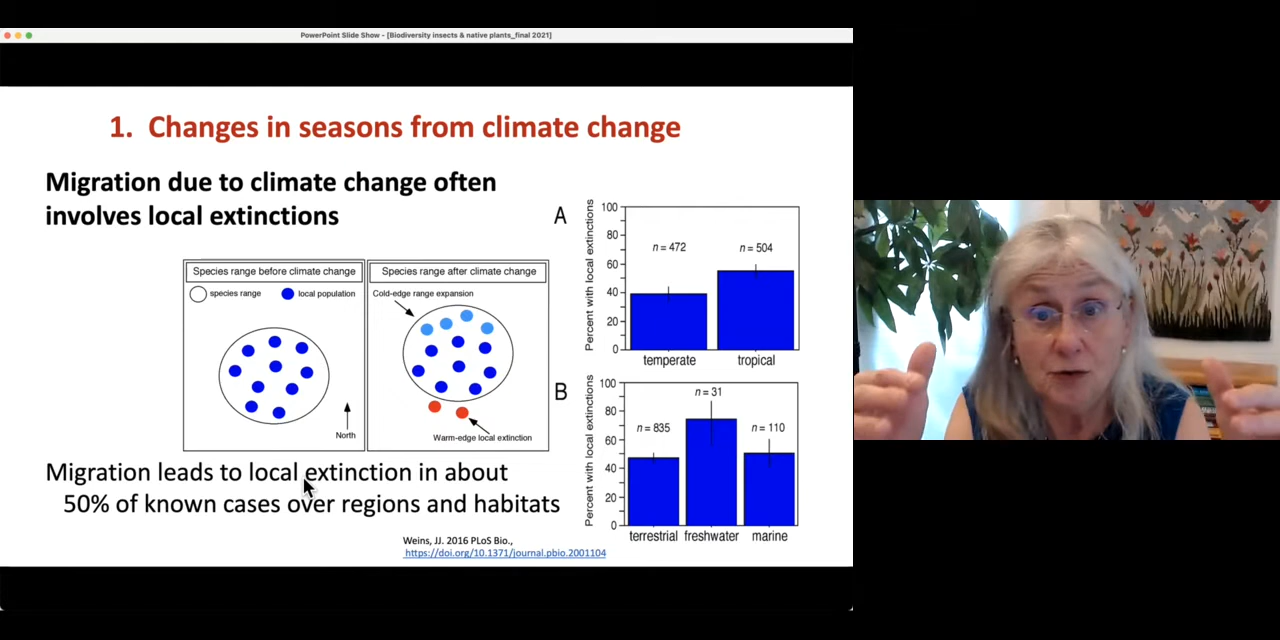 PowerPoint Slide Show - [Biodiversity insects & native plants_final 2021]
1. Changes in seasons from climate change
Migration due to climate change often
involves local extinctions
Species range before climate change
species range
local population
North
Species range after climate change
Cold-edge range expansion
Warm-edge local extinction
A
Percent with local extinctions
100
80
60
40
20
0
n = 472
n = 504
temperate
tropical
B
Percent with local extinctions
100
80
60
40
20
0
n = 835
n = 31
n = 110
terrestrial
freshwater
marine
Migration leads to local extinction in about
50% of known cases over regions and habitats
Weins, JJ. 2016 PLoS Bio.,
https://doi.org/10.1371/journal.pbio.2001104